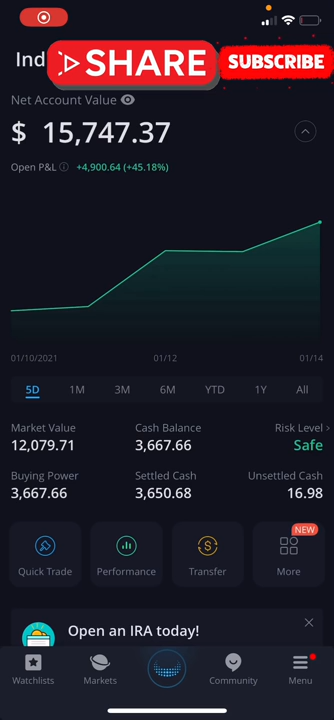 Ind
SHARE
SUBSCRIBE
Net Account Value
$ 15,747.37
Open P&L +4,900.64 (+45.18%)
01/10/2021 01/12 01/14
5D 1M 3M 6M YTD 1Y All
Market Value Cash Balance Risk Level
12,079.71 3,667.66 Safe
Buying Power Settled Cash Unsettled Cash
3,667.66 3,650.68 16.98
NEW
Quick Trade Performance Transfer More
Open an IRA today!
Watchlists Markets Community Menu